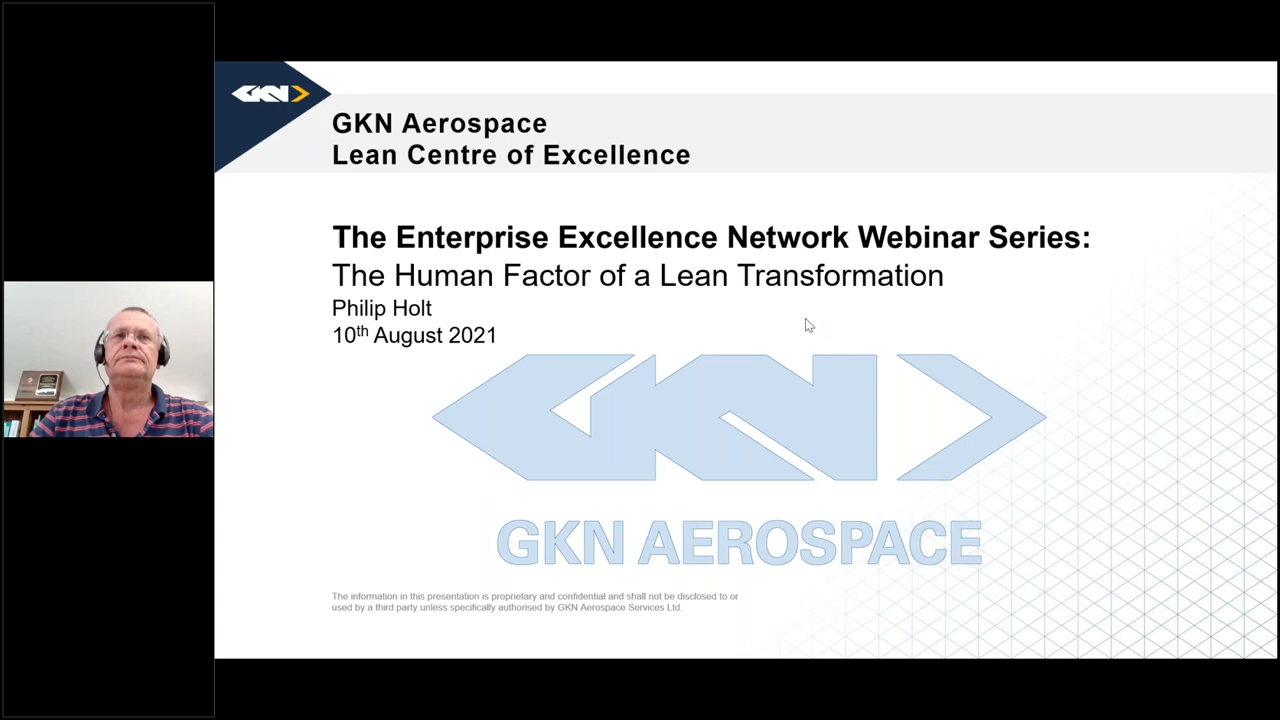 GKN
GKN Aerospace
Lean Centre of Excellence
The Enterprise Excellence Network Webinar Series:
The Human Factor of a Lean Transformation
Philip Holt
10th August 2021
GKN
GKN AEROSPACE
The information in this presentation is proprietary and confidential and shall not be disclosed to or
used by a third party unless specifically authorised by GKN Aerospace Services Ltd.